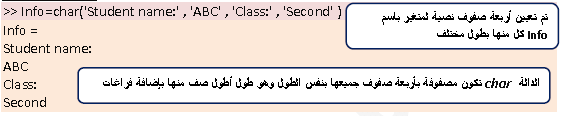 >> Info=char('Student name:' , 'ABC' , 'Class:' , 'Second' )
Info =
Student name:
ABC
Class:
Second
تم تعيين أربعة صفوف نصية لمتغير باسم
Info كل منها بطول مختلف
الدالة char تكون مصفوفة بأربعة صفوف جميعها بنفس الطول وهو طول أطول صف منها بإضافة فراغات